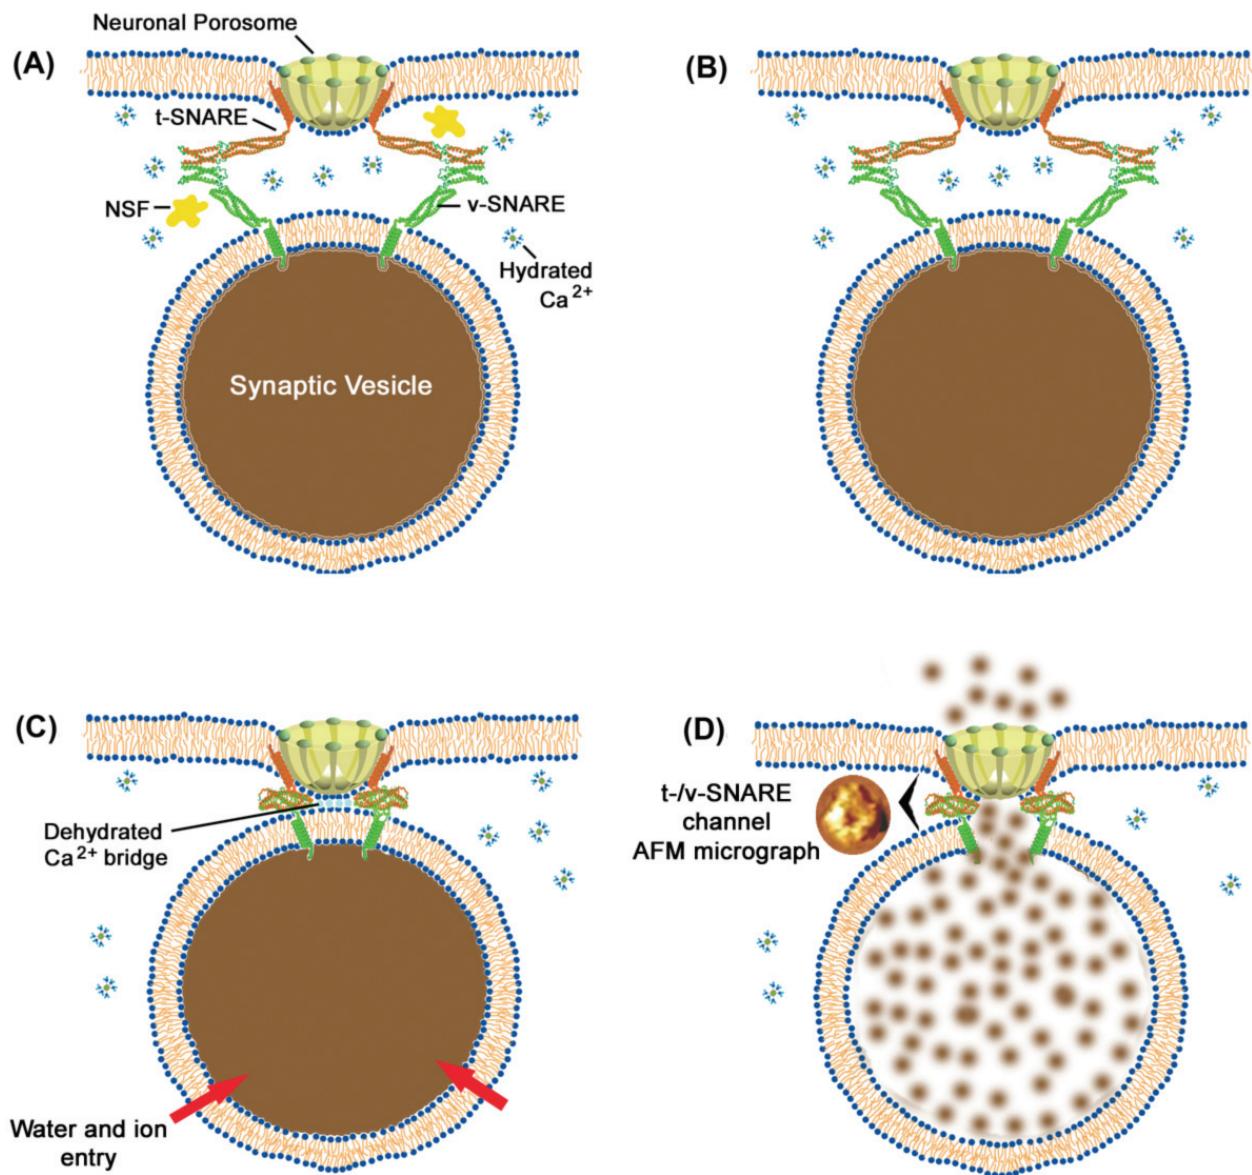 Neuronal Porosome
(A)
t-SNARE
NSF
v-SNARE
Hydrated
Ca2+
Synaptic Vesicle
(B)
(C)
Dehydrated
Ca2+ bridge
Water and ion
entry
(D)
t-/v-SNARE
channel
AFM micrograph